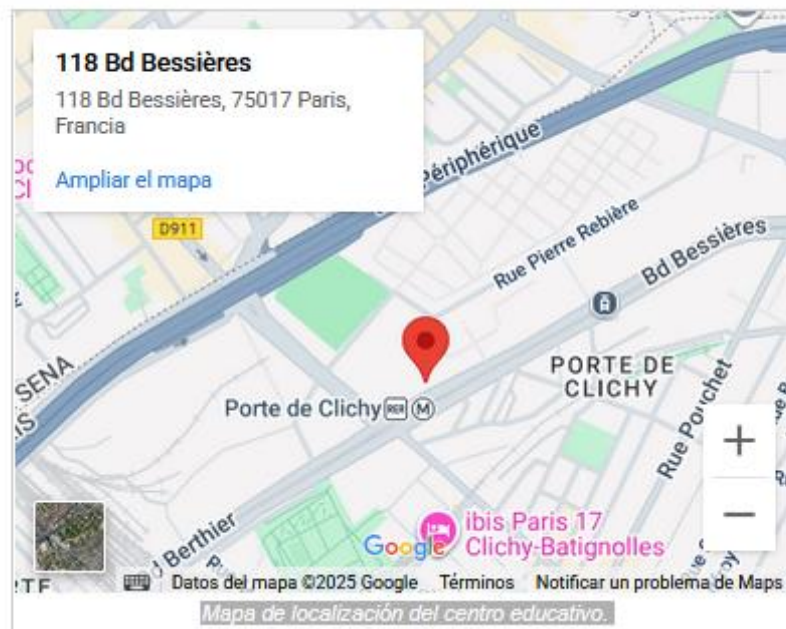 118 Bd Bessières
118 Bd Bessières, 75017 Paris,
Francia
Ampliar el mapa
Périphérique
D911
Rue Pierre Rebière
Bd Bessières
SENA
PORTE DE
CLICHY
Porte de Clichy RER M
Rue Pouchet
+
−
Berthier
ibis Paris 17
Clichy-Batignolles
Google
Datos del mapa ©2025 Google Términos Notificar un problema de Maps
Mapa de localización del centro educativo.